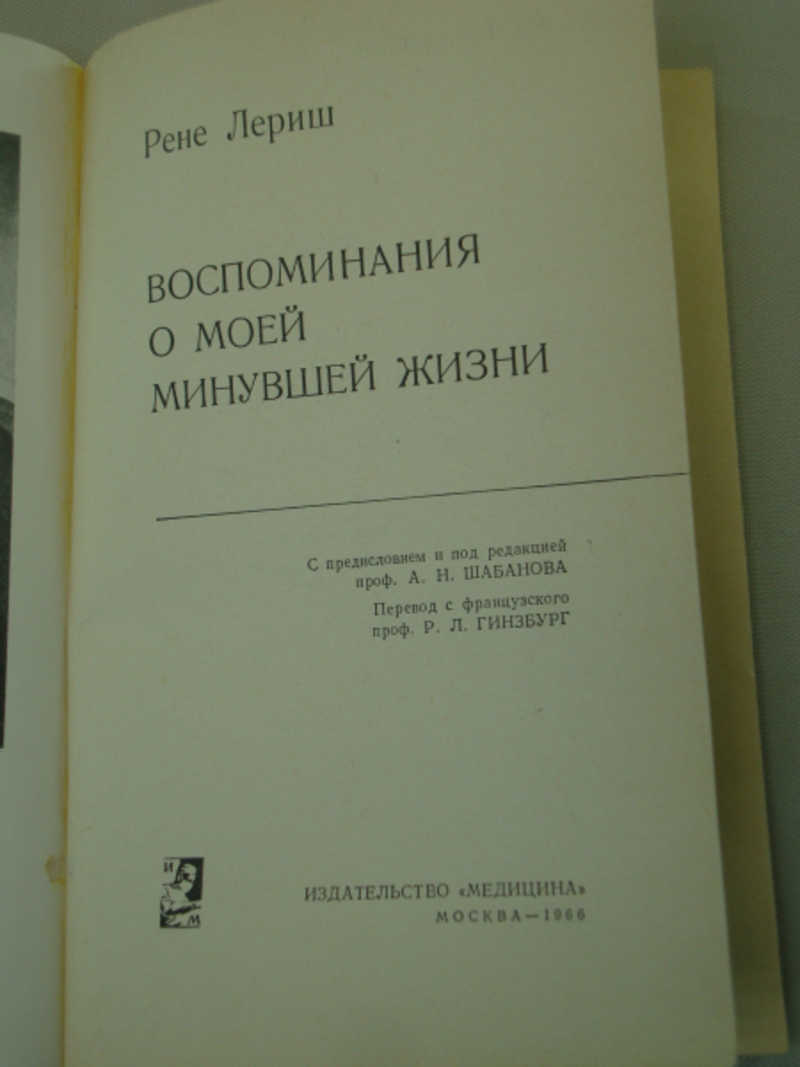 Рене Лериш
ВОСПОМИНАНИЯ
О МОЕЙ
МИНУВШЕЙ ЖИЗНИ
С предисловием и под редакцией
проф. А. Н. ШАБАНОВА
Перевод с французского
проф. Р. Л. ГИНЗБУРГ
И
М
ИЗДАТЕЛЬСТВО «МЕДИЦИНА»
МОСКВА—1966